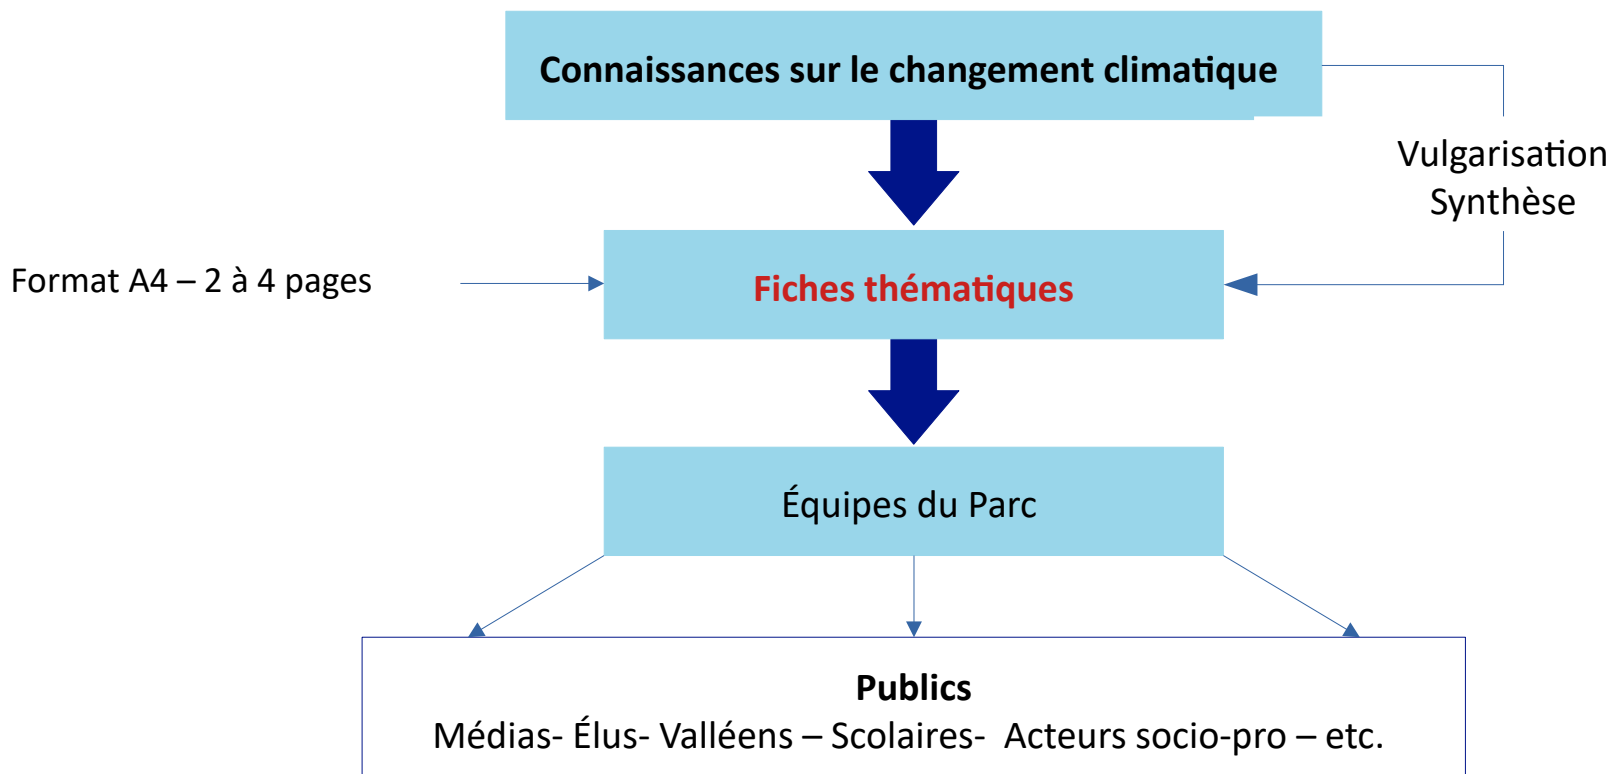 Connaissances sur le changement climatique
Vulgarisation
Synthèse
Format A4 – 2 à 4 pages
Fiches thématiques
Équipes du Parc
Publics
Médias- Élus- Valléens – Scolaires-  Acteurs socio-pro – etc.